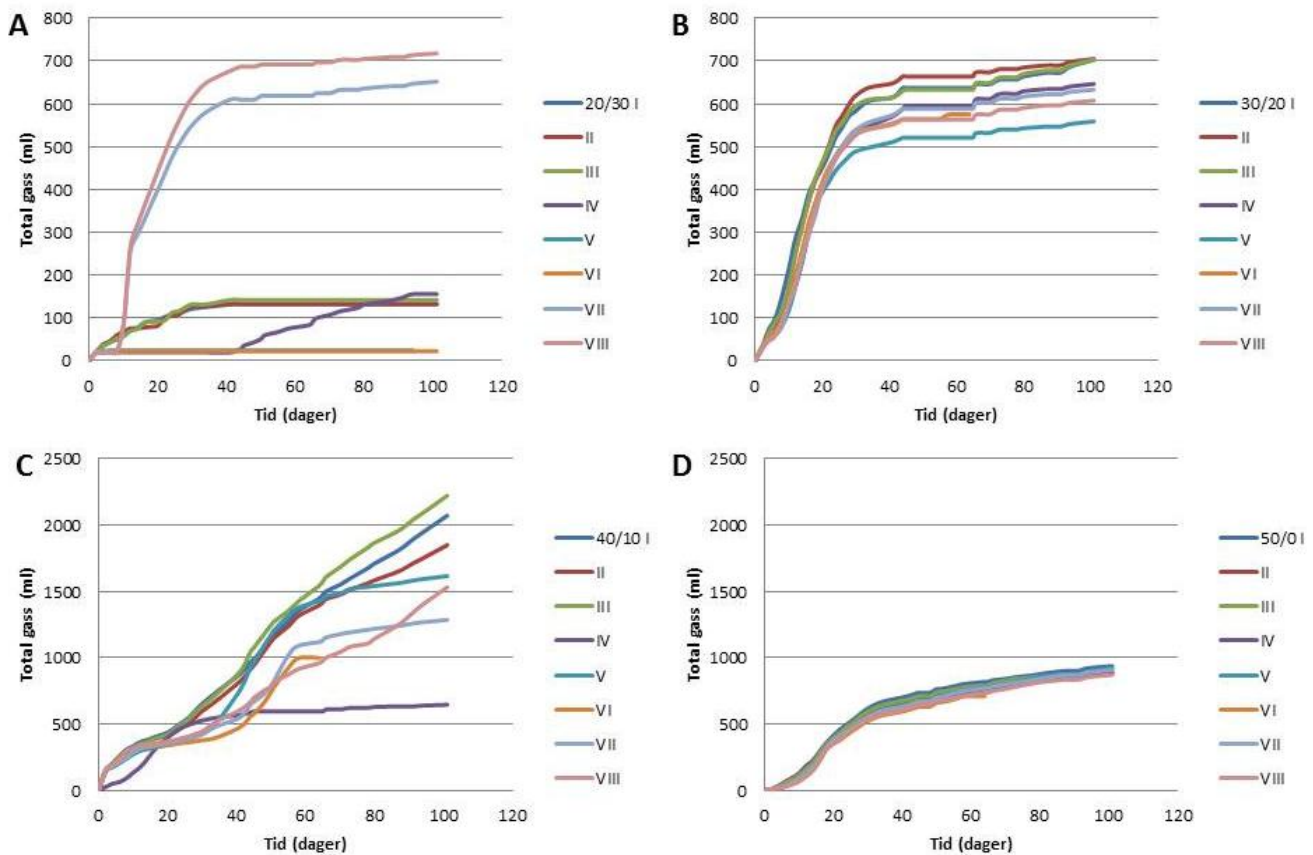 A
800
700
600
500
400
300
200
100
0
Total gass (ml)
0 20 40 60 80 100 120
Tid (dager)
20/30 I
II
III
IV
V
VI
VII
VIII
B
800
700
600
500
400
300
200
100
0
Total gass (ml)
0 20 40 60 80 100 120
Tid (dager)
30/20 I
II
III
IV
V
VI
VII
VIII
C
2500
2000
1500
1000
500
0
Total gass (ml)
0 20 40 60 80 100 120
Tid (dager)
40/10 I
II
III
IV
V
VI
VII
VIII
D
2500
2000
1500
1000
500
0
Total gass (ml)
0 20 40 60 80 100 120
Tid (dager)
50/0 I
II
III
IV
V
VI
VII
VIII